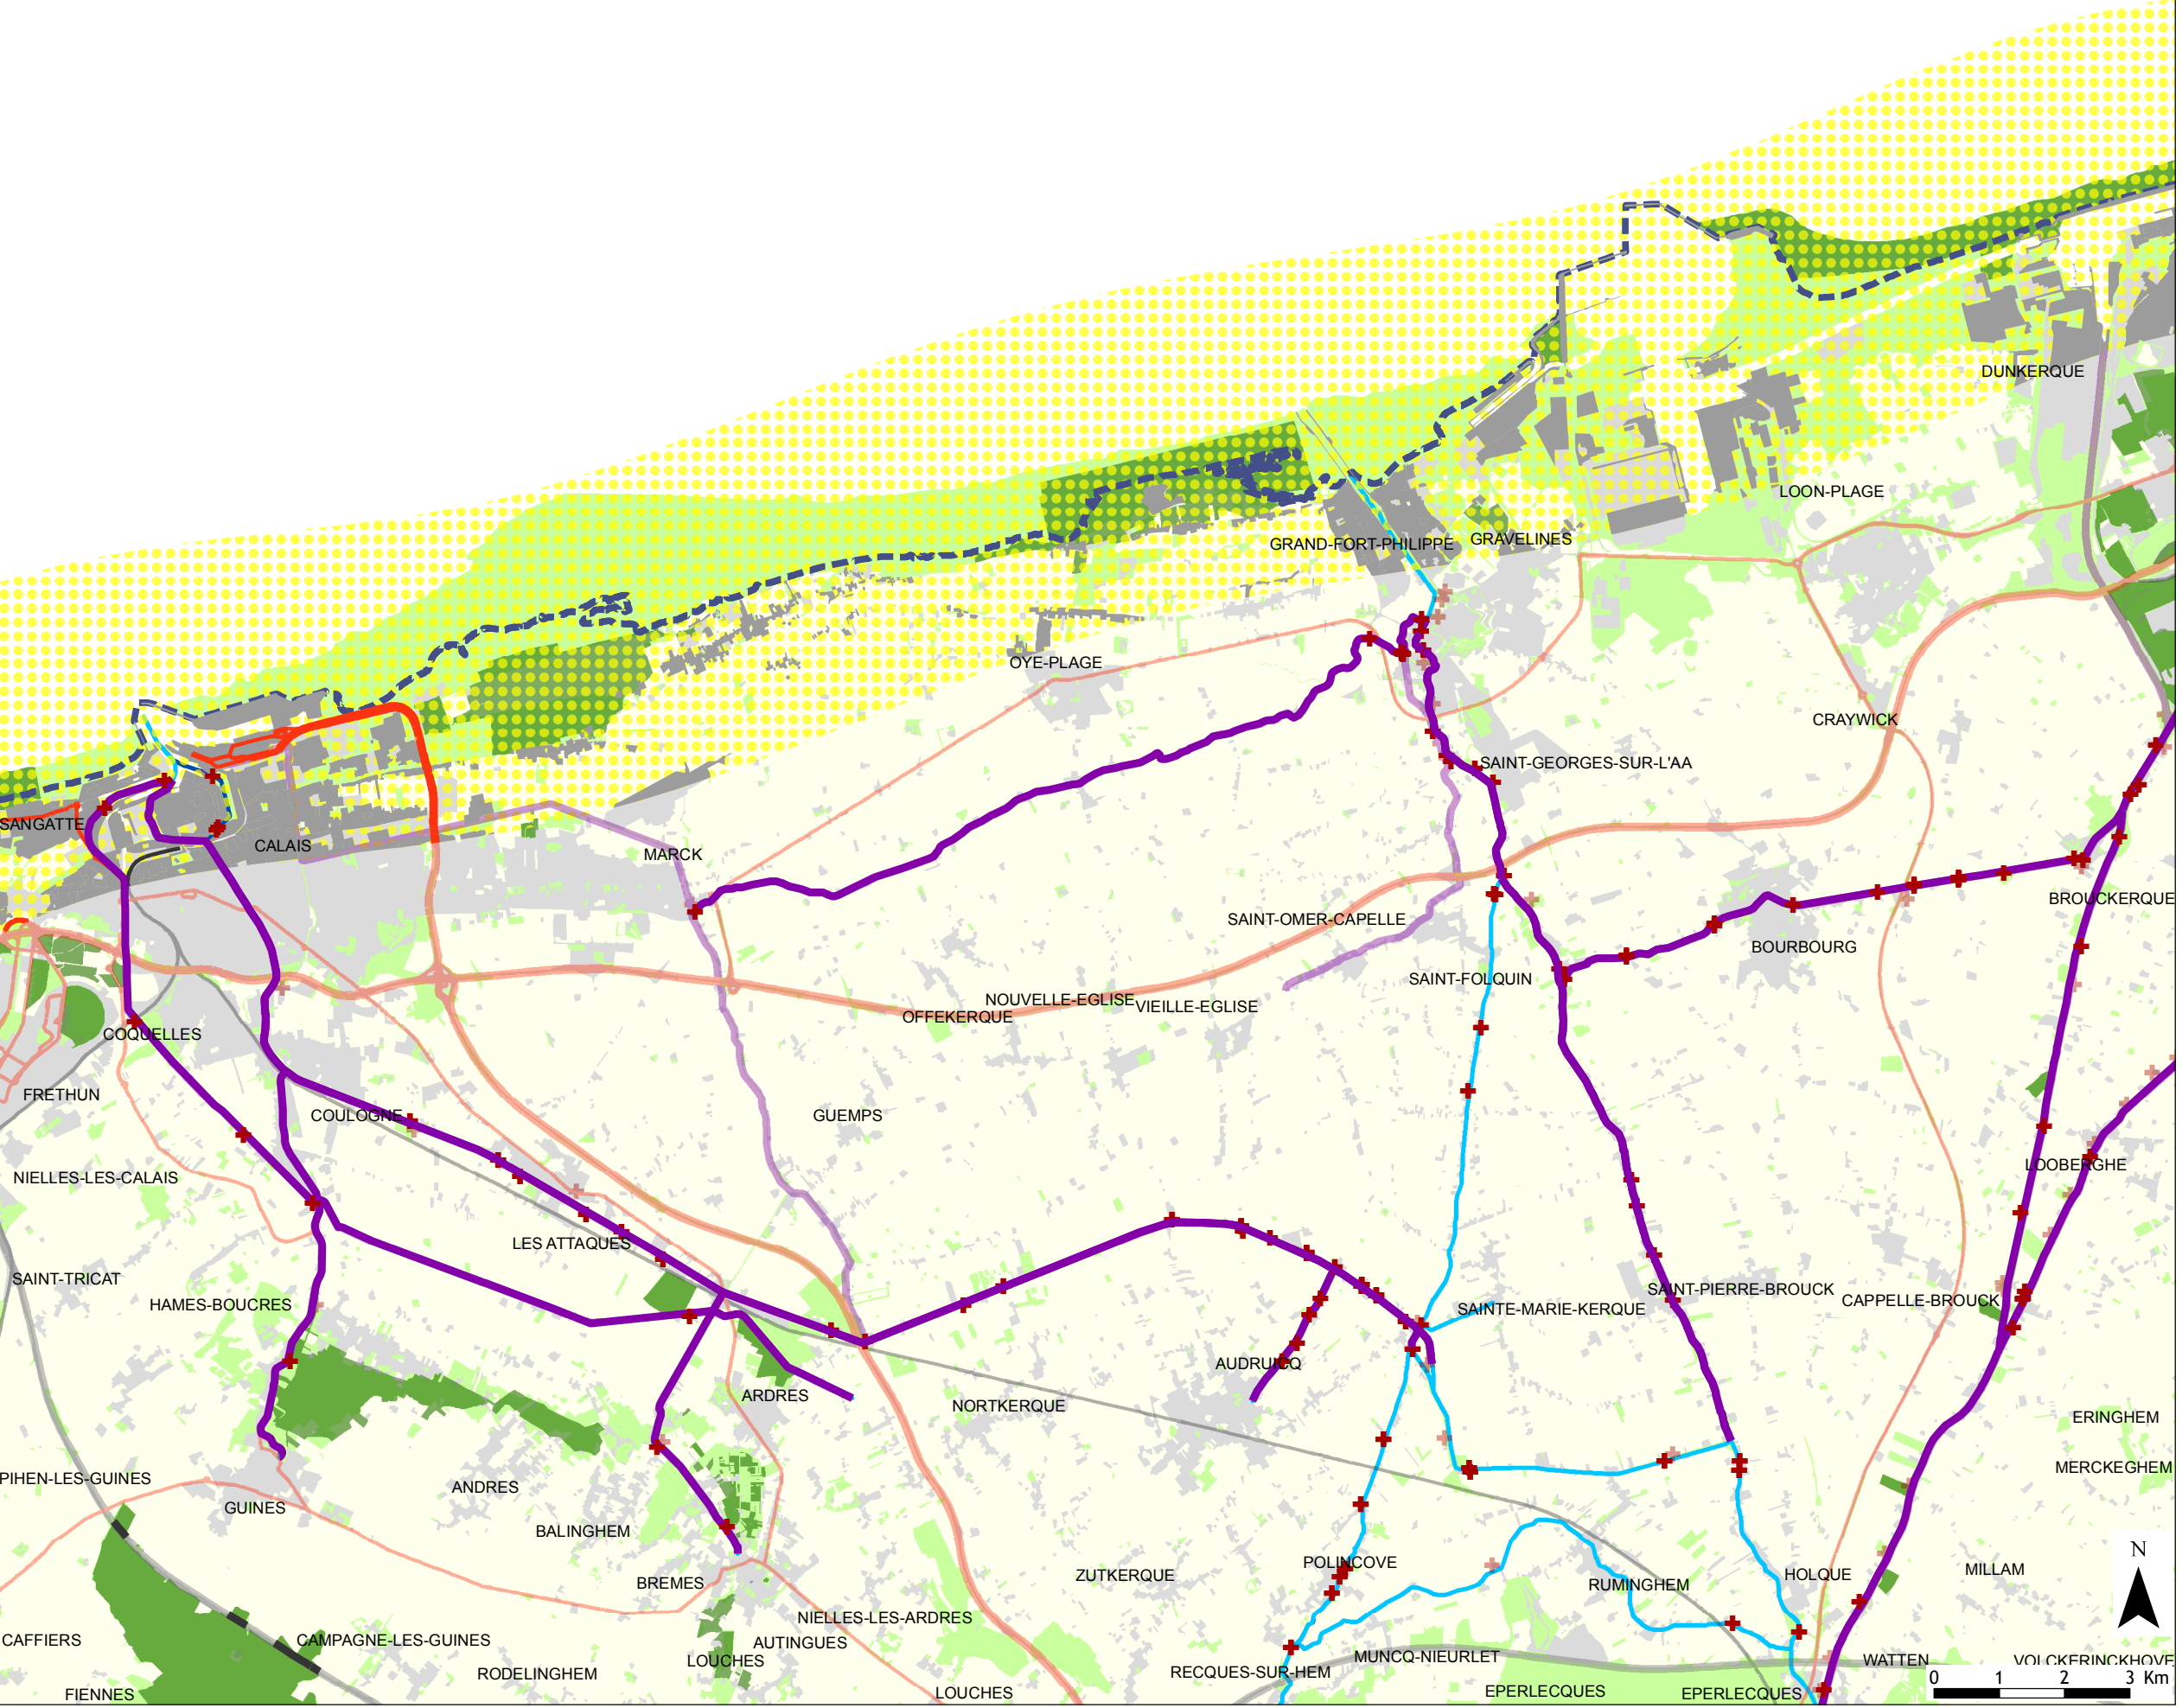 DUNKERQUE
LOON-PLAGE
GRAND-FORT-PHILIPPE
GRAVELINES
OYE-PLAGE
CRAYWICK
SAINT-GEORGES-SUR-L'AA
SANGATTE
CALAIS
MARCK
BROUCKERQUE
SAINT-OMER-CAPELLE
BOURBOURG
SAINT-FOLQUIN
NOUVELLE-EGLISE
VIEILLE-EGLISE
OFFEKERQUE
COQUELLES
FRETHUN
COULOGNE
GUEMPS
LOOBERGHE
NIELLES-LES-CALAIS
LES ATTAQUES
SAINT-TRICAT
HAMES-BOUCRES
SAINT-PIERRE-BROUCK
CAPPELLE-BROUCK
SAINTE-MARIE-KERQUE
AUDRUICQ
ARDRES
NORTKERQUE
ERINGHEM
MERCKEGHEM
PIHEN-LES-GUINES
ANDRES
GUINES
BALINGHEM
N
POLINCOVE
MILLAM
HOLQUE
ZUTKERQUE
BREMES
RUMINGHEM
NIELLES-LES-ARDRES
CAFFIERS
CAMPAGNE-LES-GUINES
AUTINGUES
MUNCQ-NIEURLET
LOUCHES
WATTEN
VOLCKERINCKHOVE
RECQUES-SUR-HEM
RODELINGHEM
0 1 2 3 Km
FIENNES
LOUCHES
EPERLECQUES
EPERLECQUES